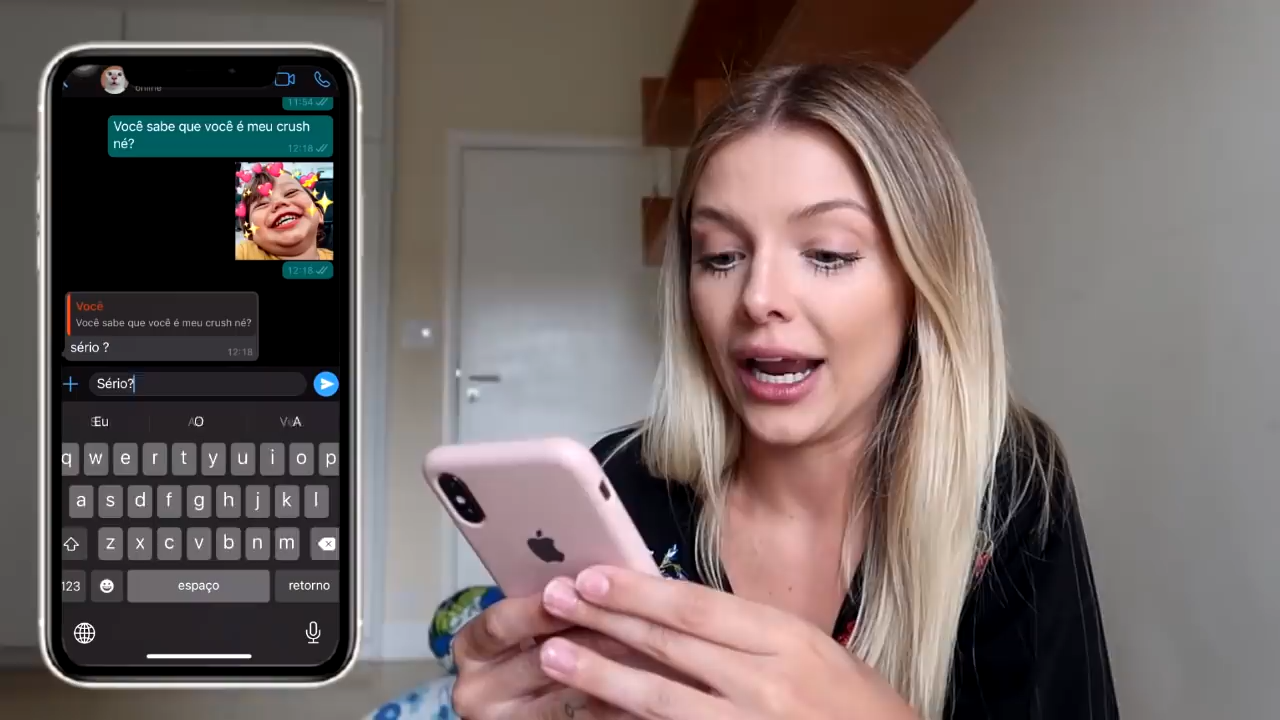 online
11:54
Você sabe que você é meu crush
né?
12:18
12:18
Você
Você sabe que você é meu crush né?
sério ?
12:18
Sério?
Eu
O
A
q w e r t y u i o p
a s d f g h j k l
z x c v b n m
123
espaço
retorno